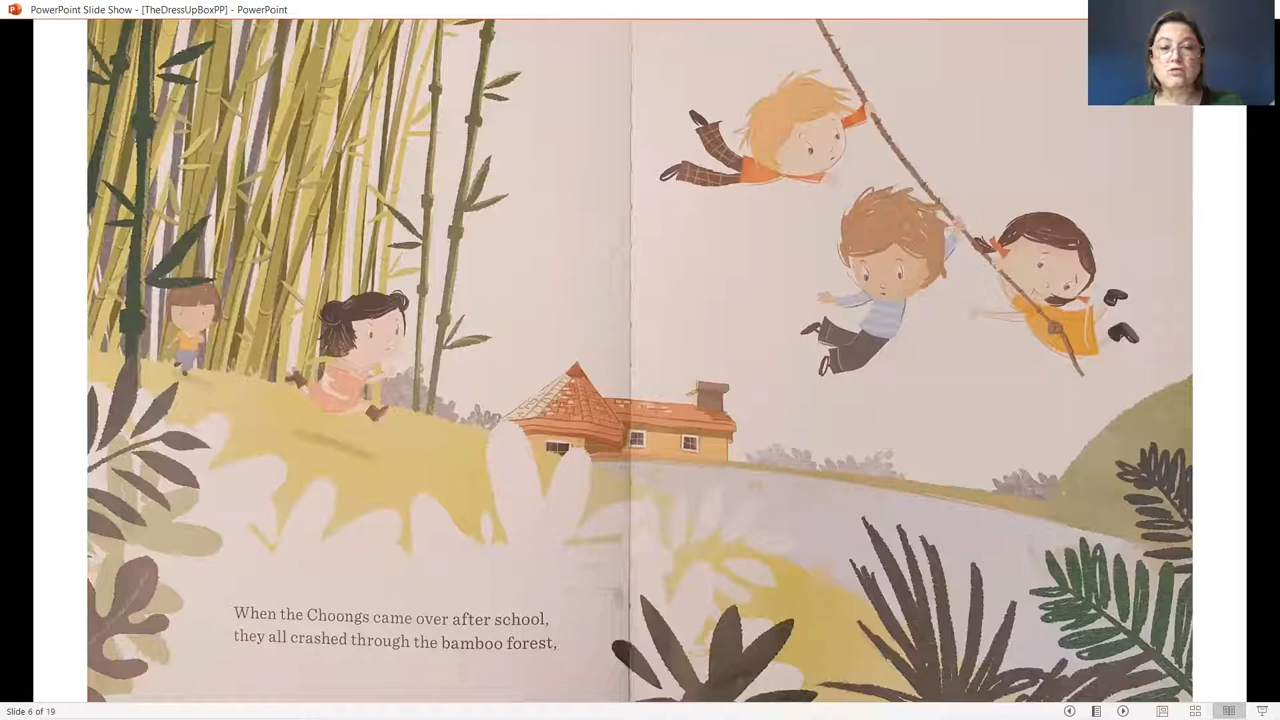 PowerPoint Slide Show - [TheDressUpBoxPP] - PowerPoint
When the Choongs came over after school,
they all crashed through the bamboo forest,
Slide 6 of 19